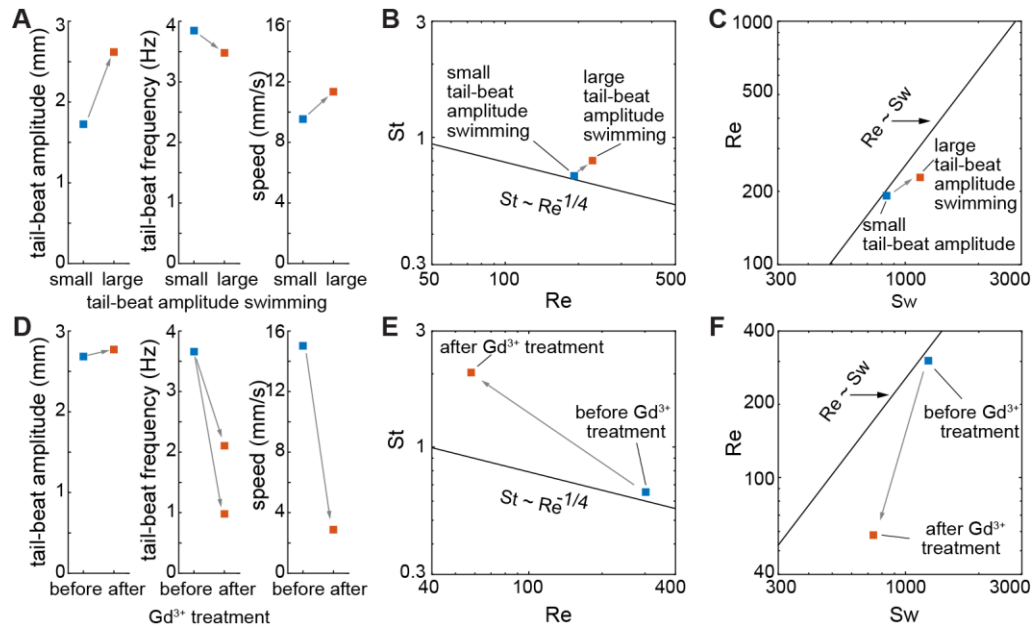 A
tail-beat amplitude (mm)
3
2
1
0
small large
tail-beat frequency (Hz)
4
3
2
1
0
small large
speed (mm/s)
16
12
8
4
0
small large
tail-beat amplitude swimming
B
St
3
1
0.3
small
tail-beat
amplitude
swimming
large
tail-beat
amplitude
swimming
St ~ Re^-1/4
50
100
500
Re
C
Re
1000
500
200
100
Re ~ Sw
large
tail-beat
amplitude
swimming
small
tail-beat amplitude
300
1000
3000
Sw
D
tail-beat amplitude (mm)
3
2
1
0
before after
tail-beat frequency (Hz)
4
3
2
1
0
before after
speed (mm/s)
16
12
8
4
0
before after
Gd³⁺ treatment
E
St
3
1
0.3
after Gd³⁺ treatment
before Gd³⁺
treatment
St ~ Re^-1/4
40
100
400
Re
F
Re
400
200
100
40
Re ~ Sw
before Gd³⁺
treatment
after Gd³⁺
treatment
300
1000
3000
Sw